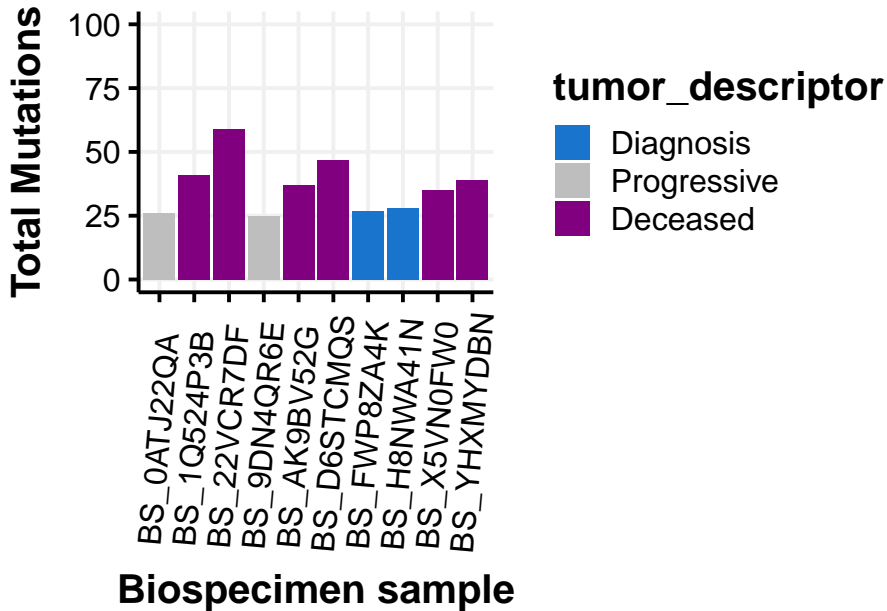 Total Mutations
100
75
50
25
0
BS_0ATJ22QA
BS_1Q524P3B
BS_22VCR7DF
BS_9DN4QR6E
BS_AK9BV52G
BS_D6STCMQS
BS_FWP8ZA4K
BS_H8NWA41N
BS_X5VN0FW0
BS_YHXMYDBN
Biospecimen sample
tumor_descriptor
Diagnosis
Progressive
Deceased